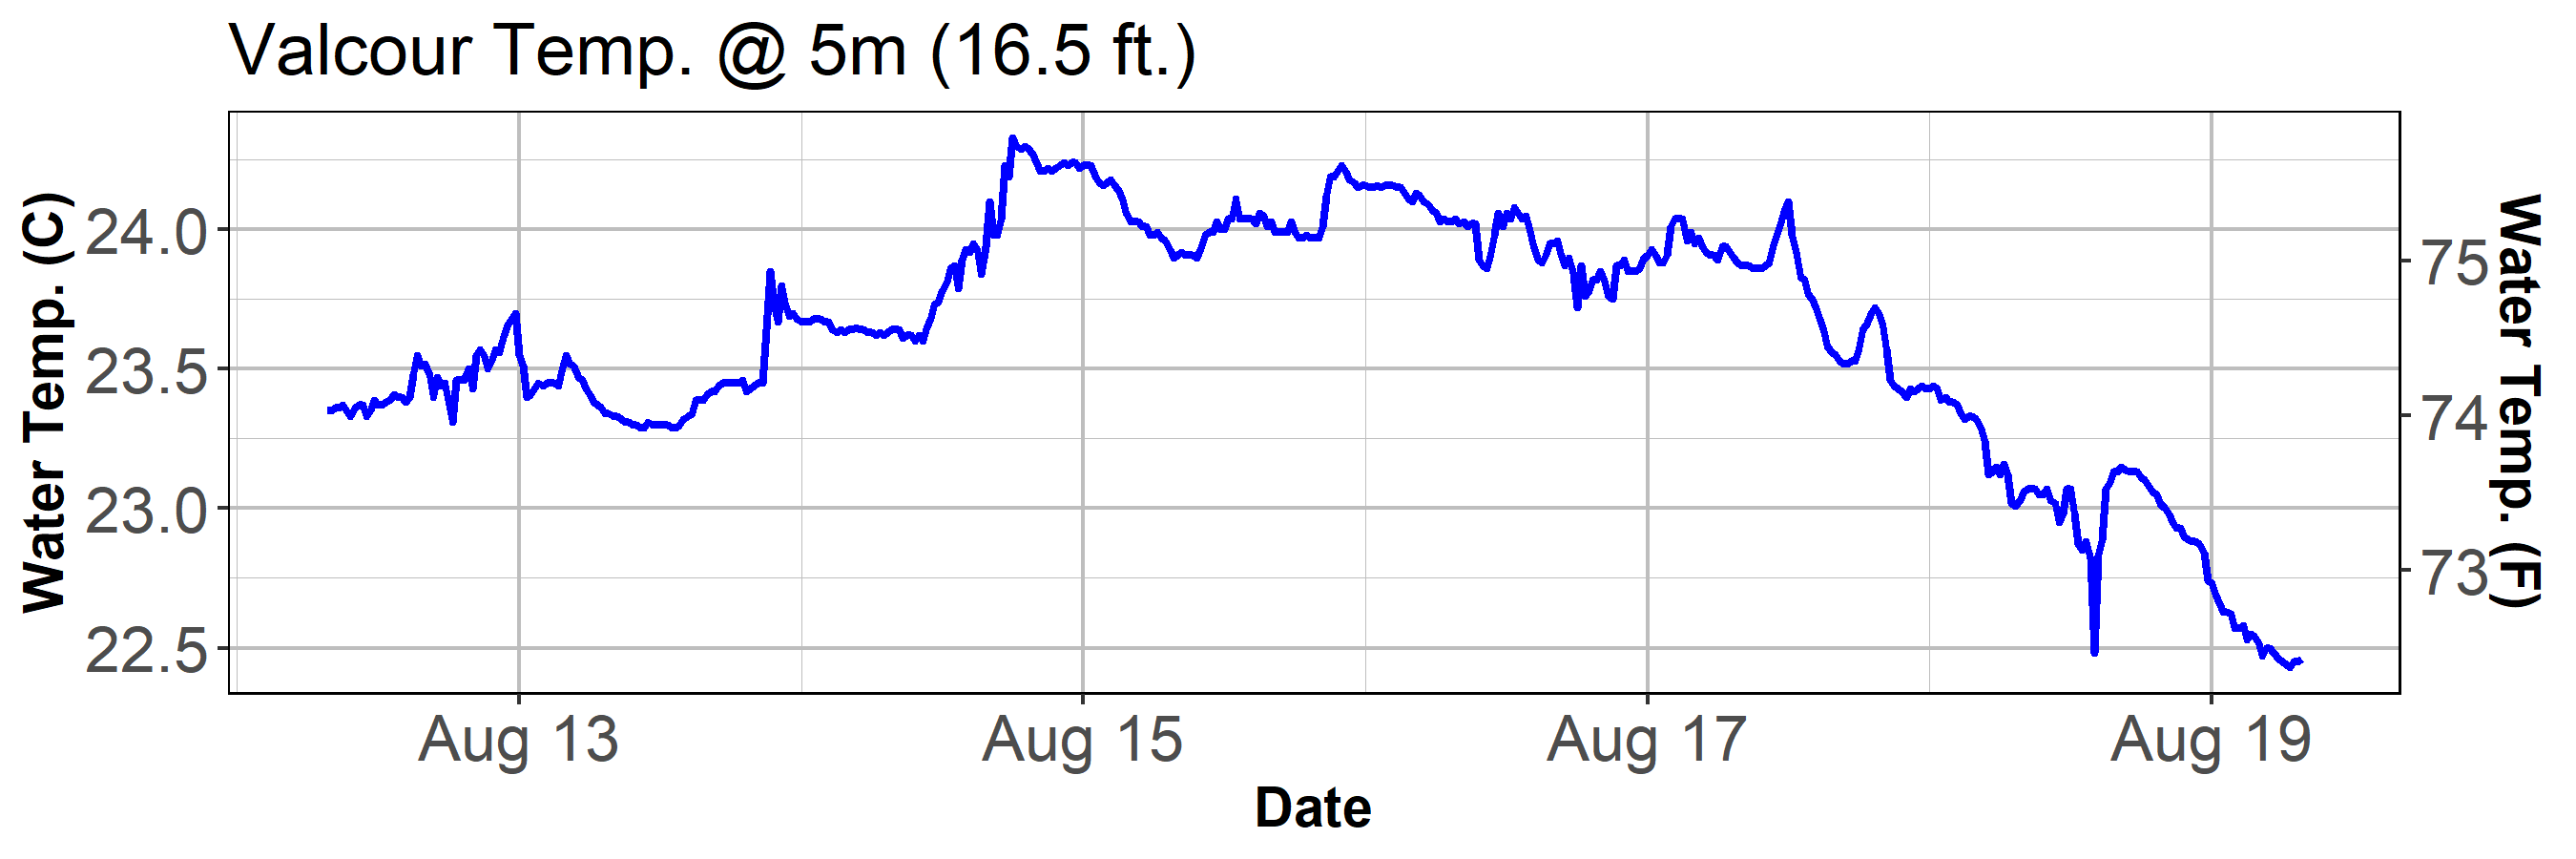 Valcour Temp. @ 5m (16.5 ft.)
Water Temp. (C)
24.0
23.5
23.0
22.5
75
74
73
Water Temp. (F)
Aug 13
Aug 15
Aug 17
Aug 19
Date